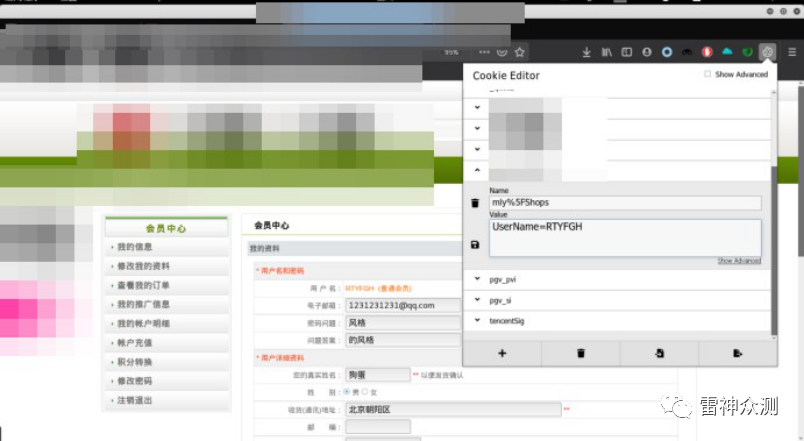 95%
Cookie Editor
Show Advanced
Name
mly%5FShops
Value
UserName=RTYFGH
Show Advanced
pgv_pvi
pgv_si
tencentSig
会员中心
我的信息
修改我的资料
查看我的订单
我的推广信息
我的帐户明细
帐户充值
积分转换
修改密码
注销退出
会员中心
我的资料
* 用户名和密码
用 户 名： RTYFGH (普通会员)
电子邮箱： 1231231231@qq.com
密码问题： 风格
问题答案： 的风格
* 用户详细资料
您的真实姓名： 狗蛋 ** 以便发货确认
性 别： 男 女
收货(通讯)地址： 北京朝阳区 **
邮 编：
雷神众测